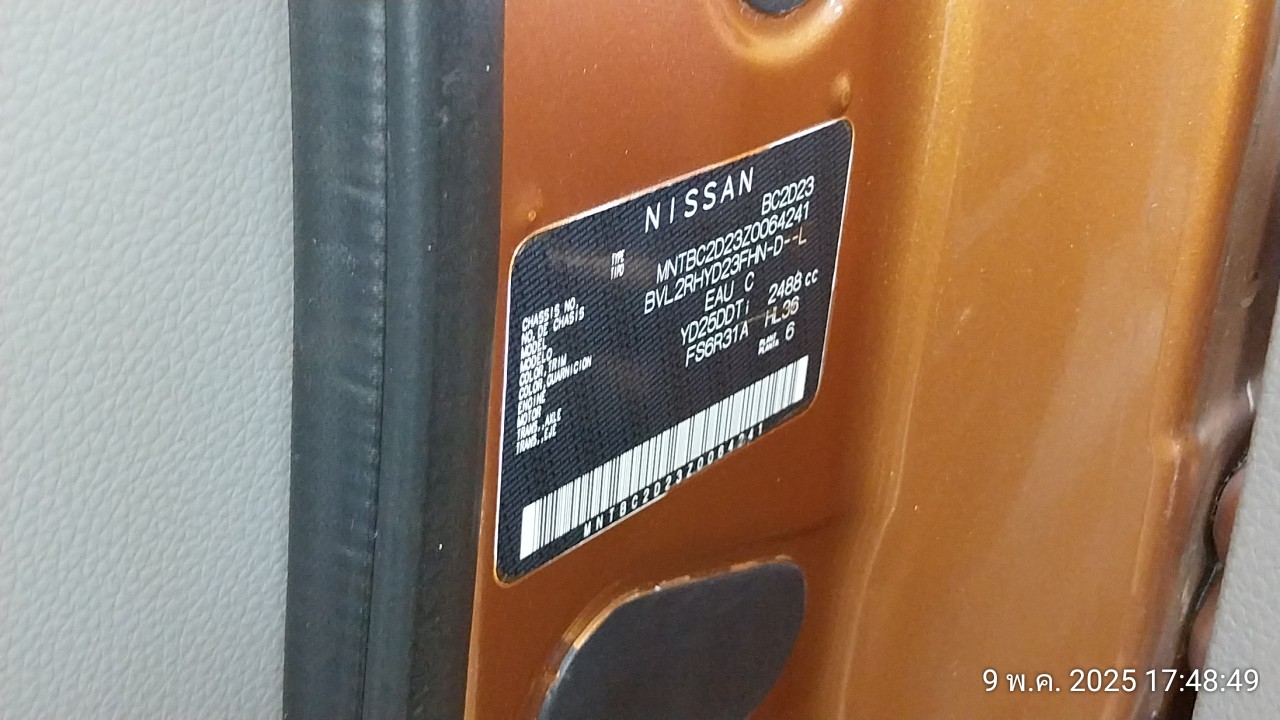 NISSAN
TYPE BC2D23
TIPO
CHASSIS NO. MNTBC2D23Z0064241
NO. DE CHASIS
MODEL BVL2RHYD23FHN-D--L
MODELO
COLOR,TRIM EAU C
COLOR,GUARNICION
ENGINE YD25DDTi 2488 cc
MOTOR
TRANS.,AXLE FS6R31A HL36
TRANS.,EJE
PLANT 6
PLANTA
MNTBC2D23Z0064241
9 พ.ค. 2025 17:48:49